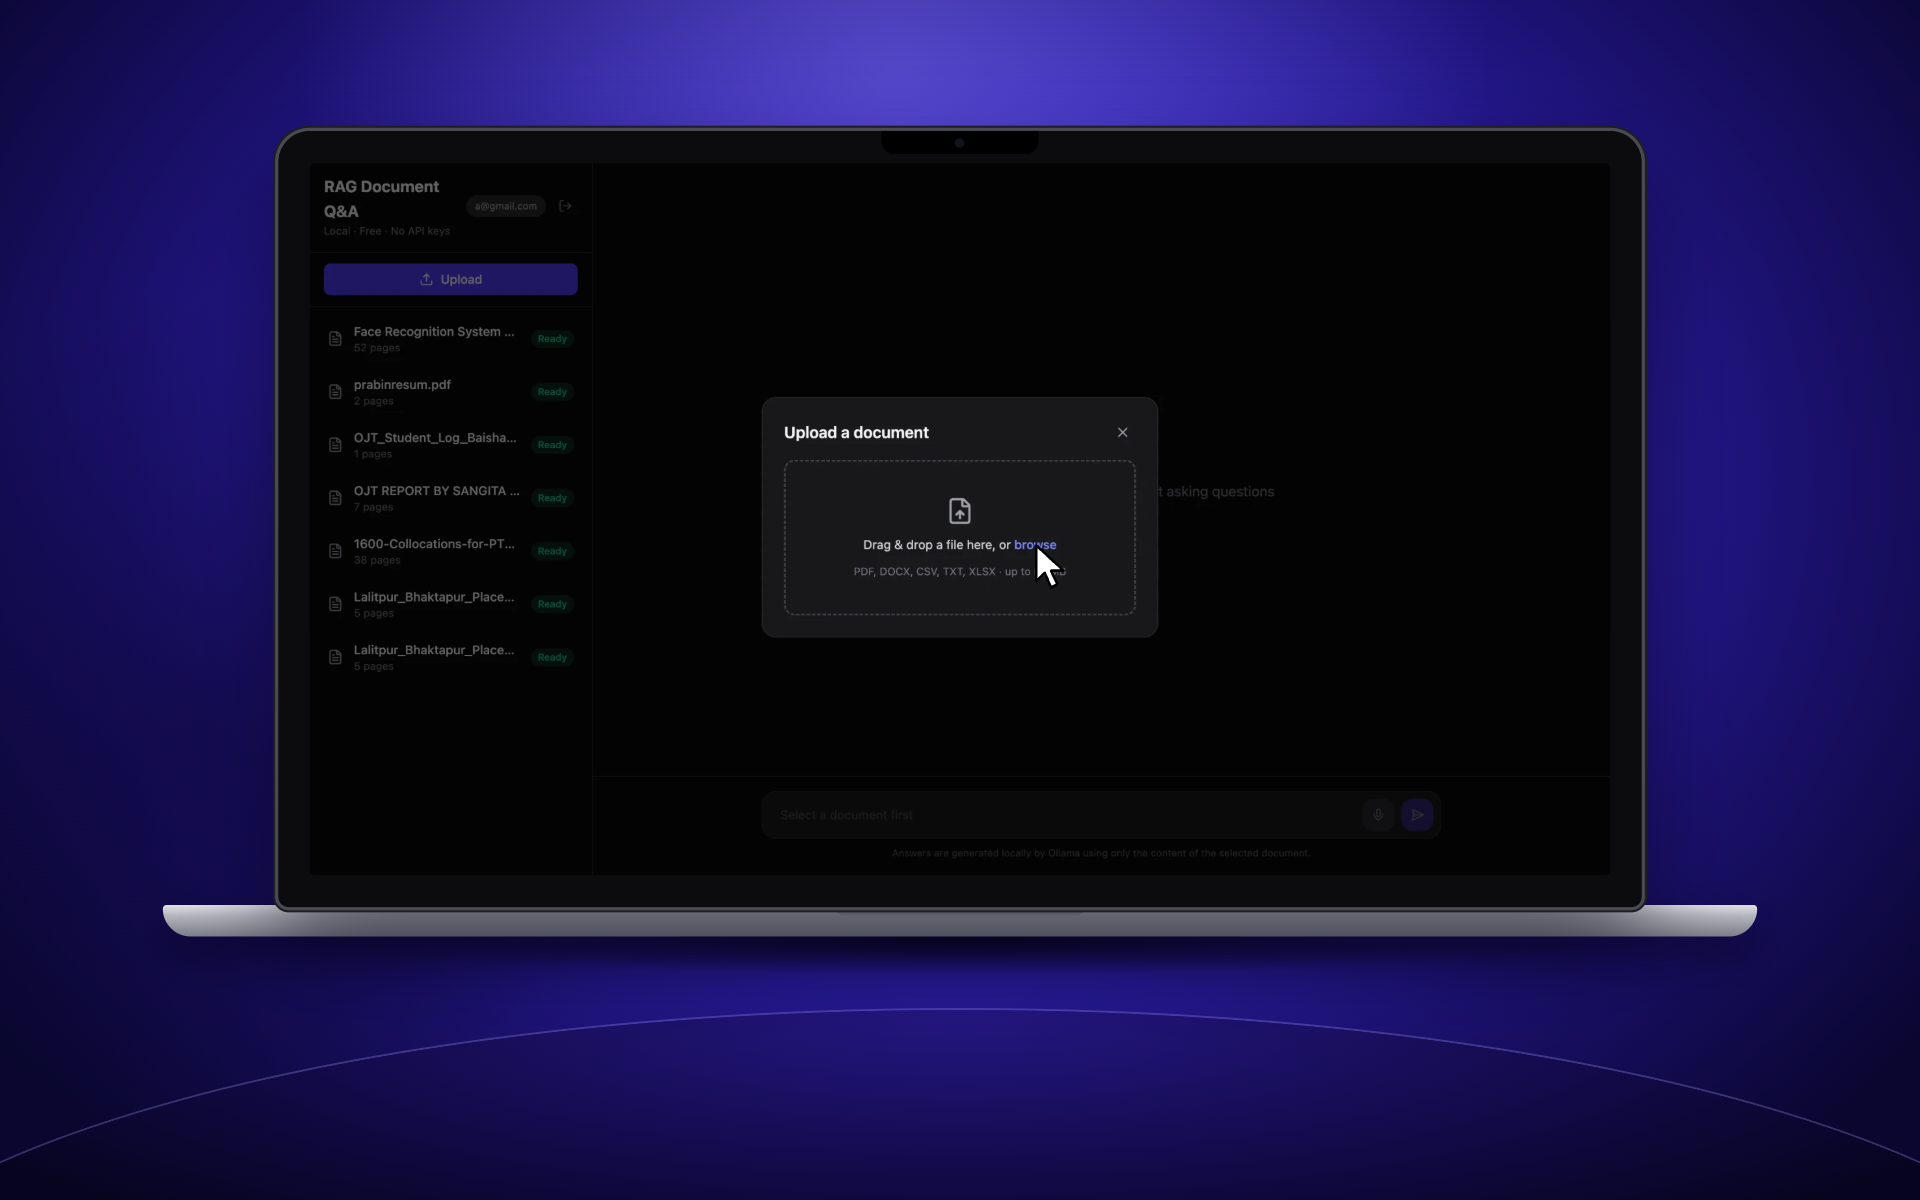 RAG Document
Q&A
a@gmail.com
Local · Free · No API keys
Upload
Face Recognition System ...
52 pages
Ready
prabinresum.pdf
2 pages
Ready
OJT_Student_Log_Baisha...
1 pages
Ready
OJT REPORT BY SANGITA ...
7 pages
Ready
1600-Collocations-for-PT...
38 pages
Ready
Lalitpur_Bhaktapur_Place...
5 pages
Ready
Lalitpur_Bhaktapur_Place...
5 pages
Ready
Upload a document
Drag & drop a file here, or browse
PDF, DOCX, CSV, TXT, XLSX · up to
asking questions
Select a document first
Answers are generated locally by Ollama using only the content of the selected document.